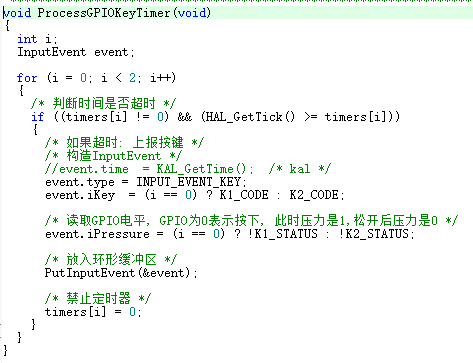 void ProcessGPIOKeyTimer(void)
{
int i;
InputEvent event;
for (i = 0; i < 2; i++)
{
/* 判断时间是否超时 */
if ((timers[i] != 0) && (HAL_GetTick() >= timers[i]))
{
/* 如果超时: 上报按键 */
/* 构造InputEvent */
//event.time = KAL_GetTime(); /* kal */
event.type = INPUT_EVENT_KEY;
event.iKey = (i == 0) ? K1_CODE : K2_CODE;
/* 读取GPIO电平, GPIO为0表示按下, 此时压力是1,松开后压力是0 */
event.iPressure = (i == 0) ? !K1_STATUS : !K2_STATUS;
/* 放入环形缓冲区 */
PutInputEvent(&event);
/* 禁止定时器 */
timers[i] = 0;
}
}
}